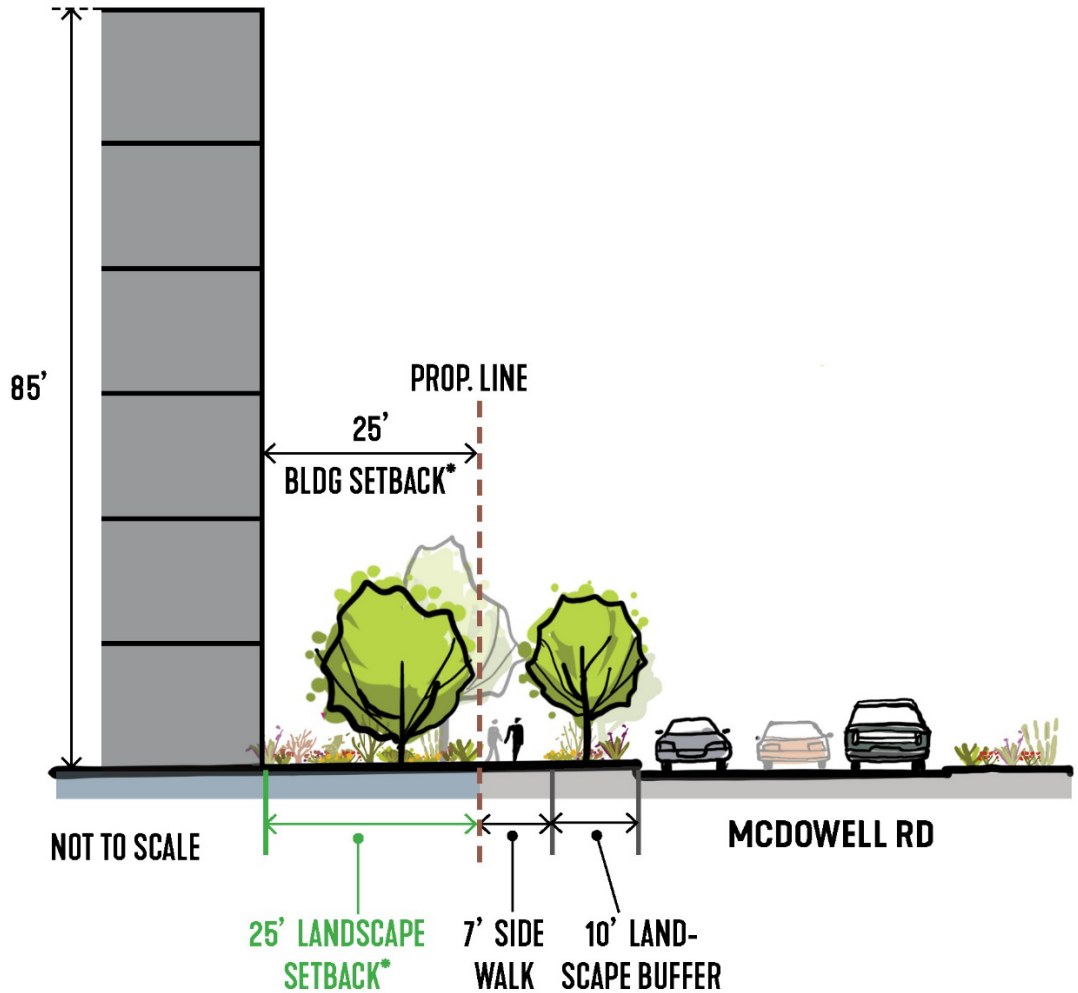 85’
PROP. LINE
25’
BLDG SETBACK*
NOT TO SCALE
MCDOWELL RD
25’ LANDSCAPE
SETBACK*
7’ SIDE
WALK
10’ LAND-
SCAPE BUFFER